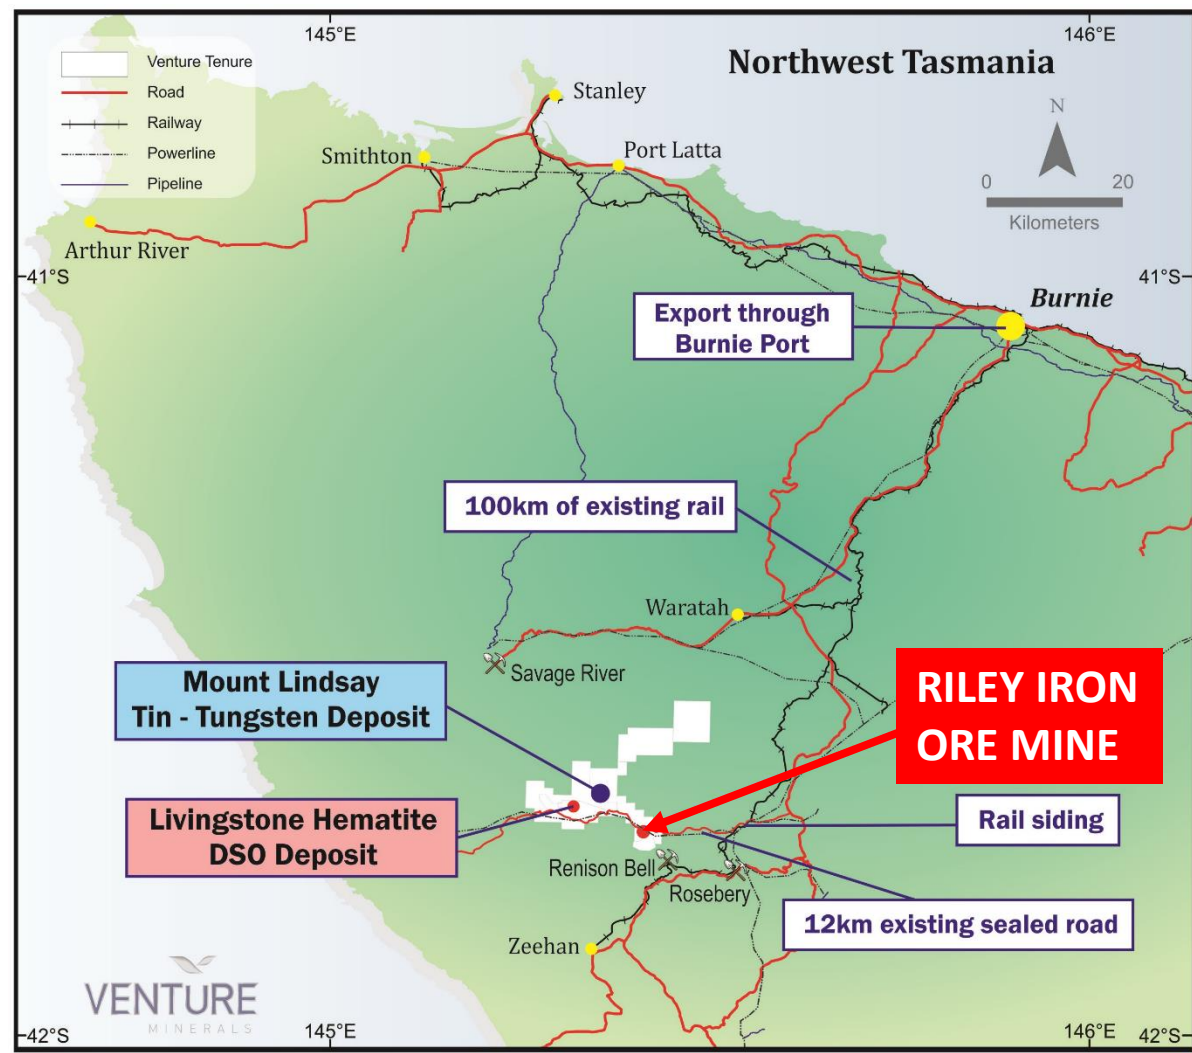 145°E
146°E
Northwest Tasmania
Venture Tenure
Road
Railway
Powerline
Pipeline
N
0
20
Kilometers
Stanley
Smithton
Port Latta
Arthur River
41°S
41°S
Burnie
Export through
Burnie Port
100km of existing rail
Waratah
Savage River
Mount Lindsay
Tin - Tungsten Deposit
RILEY IRON
ORE MINE
Livingstone Hematite
DSO Deposit
Rail siding
Renison Bell
Rosebery
12km existing sealed road
Zeehan
VENTURE
MINERALS
42°S
145°E
146°E
42°S